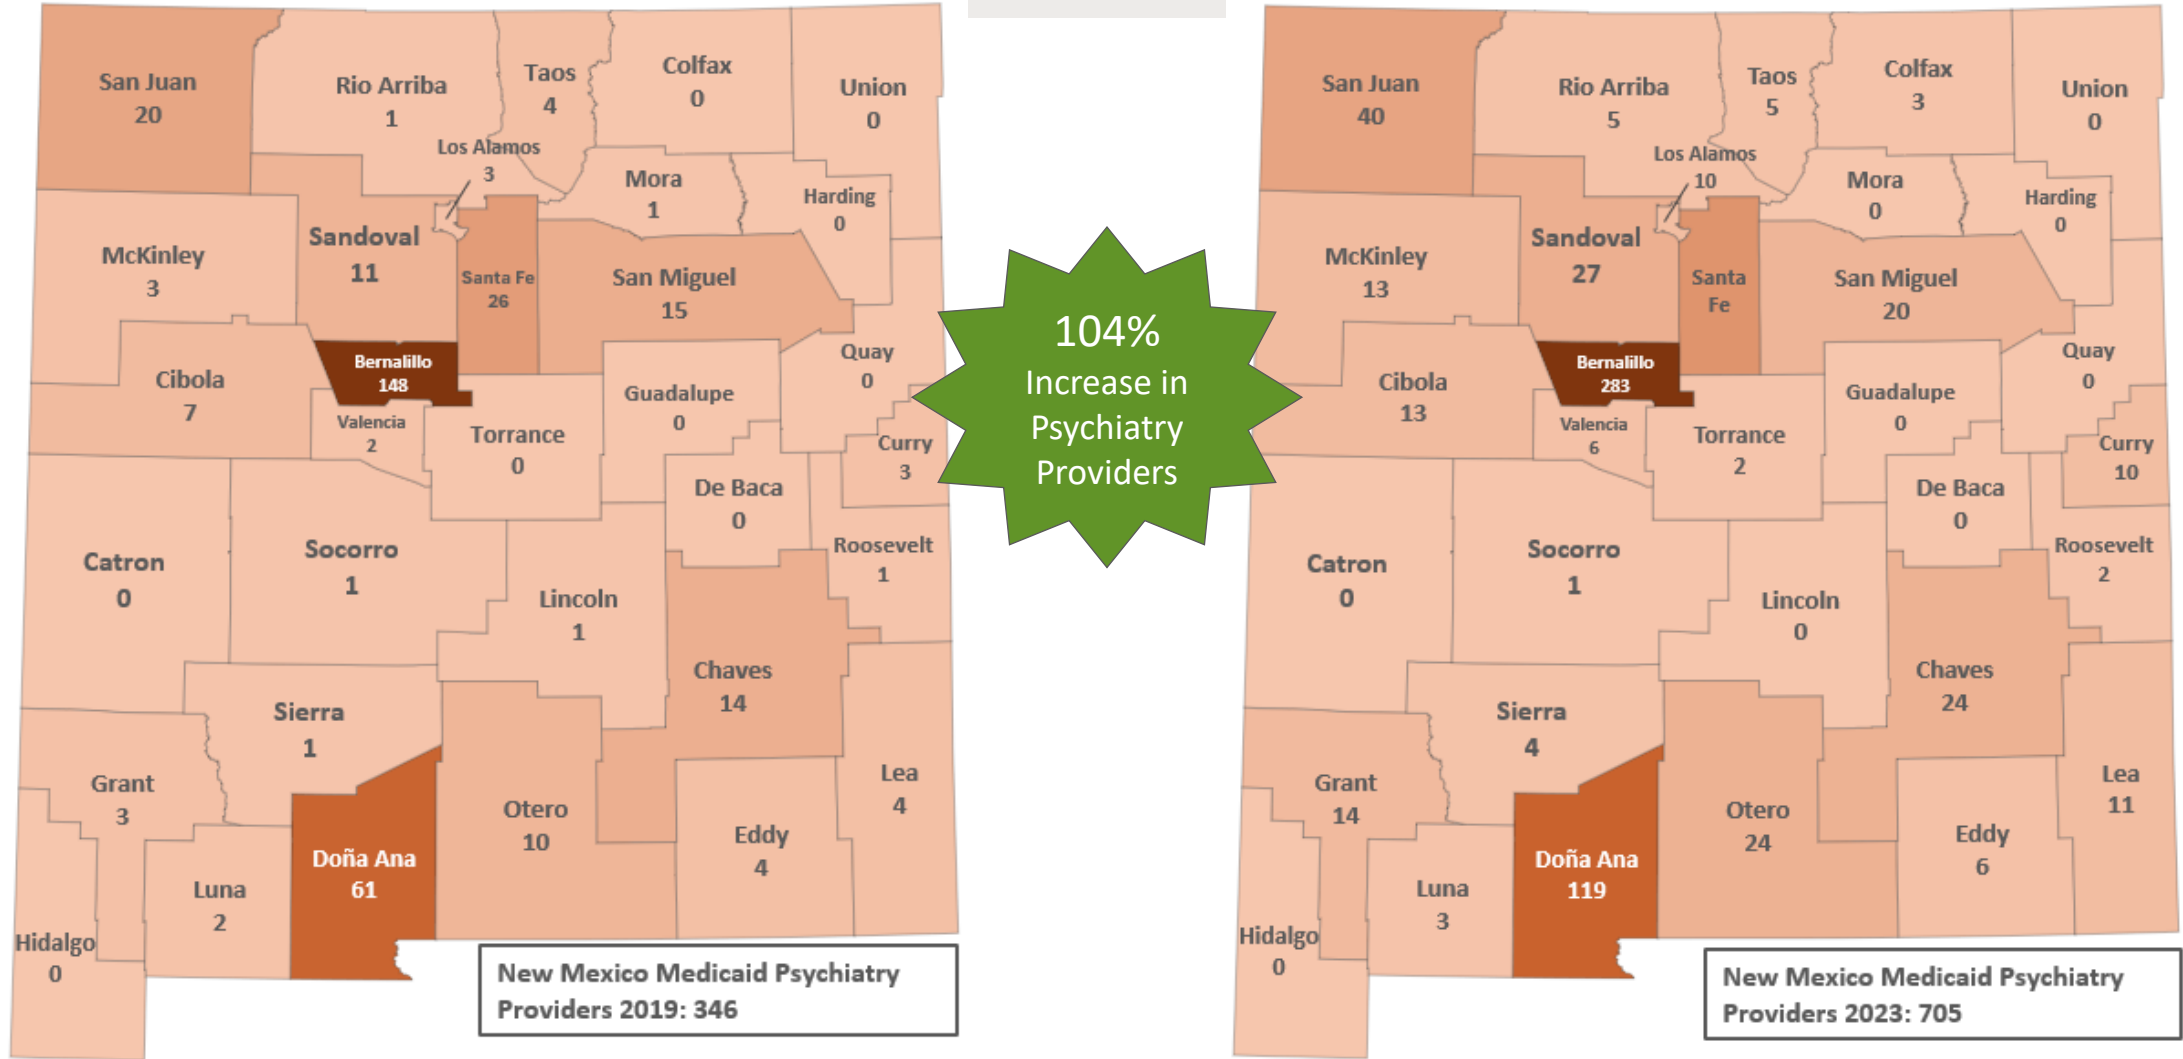 San Juan
20
Rio Arriba
1
Taos
4
Colfax
0
Union
0
Los Alamos
3
Mora
1
Harding
0
McKinley
3
Sandoval
11
Santa Fe
26
San Miguel
15
Cibola
7
Bernalillo
148
Valencia
2
Torrance
0
Guadalupe
0
Quay
0
Curry
3
De Baca
0
Roosevelt
1
Catron
0
Socorro
1
Lincoln
1
Chaves
14
Sierra
1
Grant
3
Luna
2
Doña Ana
61
Otero
10
Eddy
4
Lea
4
Hidalgo
0
New Mexico Medicaid Psychiatry
Providers 2019: 346
104%
Increase in
Psychiatry
Providers
San Juan
40
Rio Arriba
5
Taos
5
Colfax
3
Union
0
Los Alamos
10
Mora
0
Harding
0
McKinley
13
Sandoval
27
Santa
Fe
San Miguel
20
Cibola
13
Bernalillo
283
Valencia
6
Torrance
2
Guadalupe
0
Quay
0
Curry
10
De Baca
0
Roosevelt
2
Catron
0
Socorro
1
Lincoln
0
Chaves
24
Sierra
4
Grant
14
Luna
3
Doña Ana
119
Otero
24
Eddy
6
Lea
11
Hidalgo
0
New Mexico Medicaid Psychiatry
Providers 2023: 705